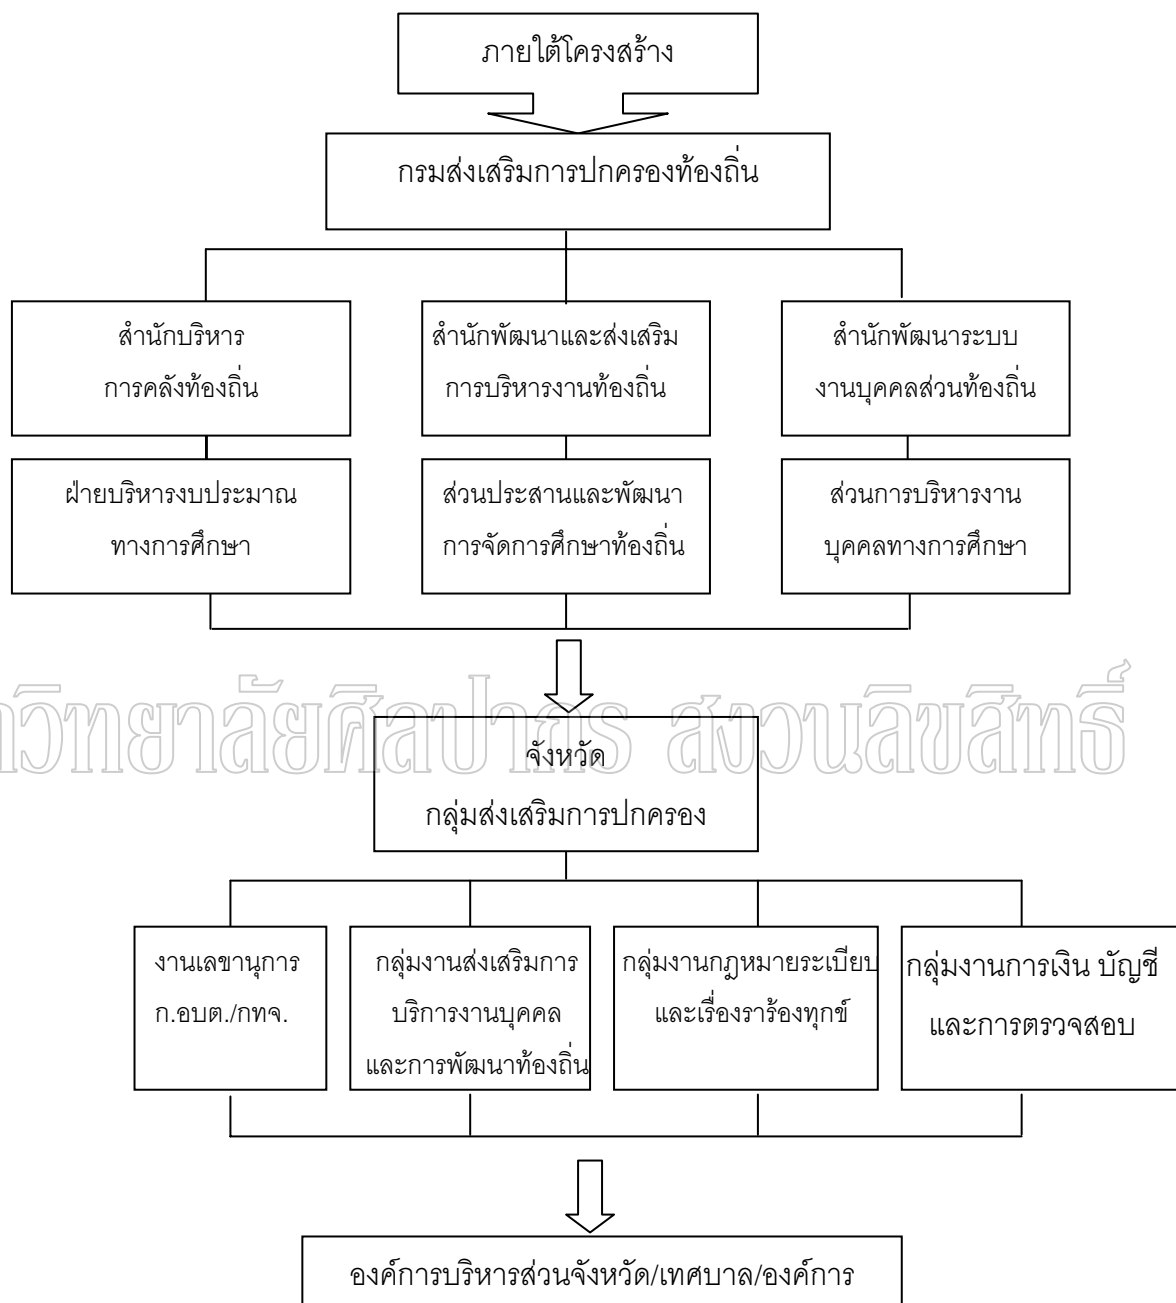 ภายใต้โครงสร้าง
กรมส่งเสริมการปกครองท้องถิ่น
สำนักบริหาร
การคลังท้องถิ่น
สำนักพัฒนาและส่งเสริม
การบริหารงานท้องถิ่น
สำนักพัฒนาระบบ
งานบุคคลส่วนท้องถิ่น
ฝ่ายบริหารงบประมาณ
ทางการศึกษา
ส่วนประสานและพัฒนา
การจัดการศึกษาท้องถิ่น
ส่วนการบริหารงาน
บุคคลทางการศึกษา
วิทยาลัยศิลปากร สงวนลิขสิทธิ์
จังหวัด
กลุ่มส่งเสริมการปกครอง
งานเลขานุการ
ก.อบต./กทจ.
กลุ่มงานส่งเสริมการ
บริการงานบุคคล
และการพัฒนาท้องถิ่น
กลุ่มงานกฎหมายระเบียบ
และเรื่องราร้องทุกข์
กลุ่มงานการเงิน บัญชี
และการตรวจสอบ
องค์การบริหารส่วนจังหวัด/เทศบาล/องค์การ